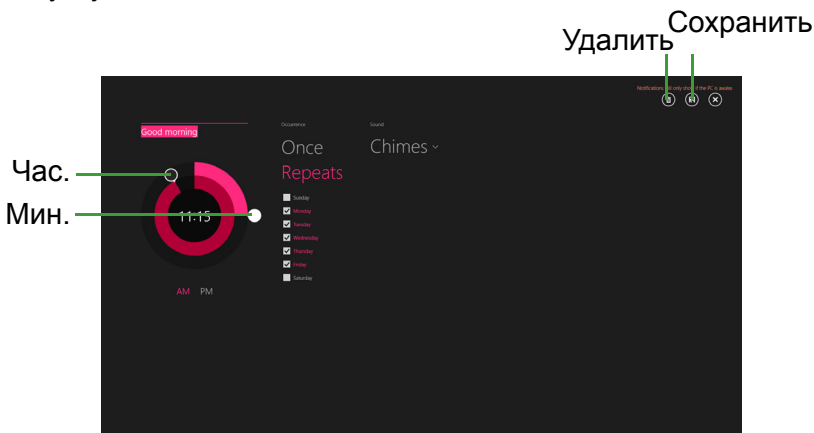 Сохранить
Удалить
Notifications will only show if the PC is awake
Good morning
Occurrence
Sound
Once
Chimes
Repeats
Час.
Sunday
Monday
Мин.
11:15
Tuesday
Wednesday
Thursday
Friday
Saturday
AM PM